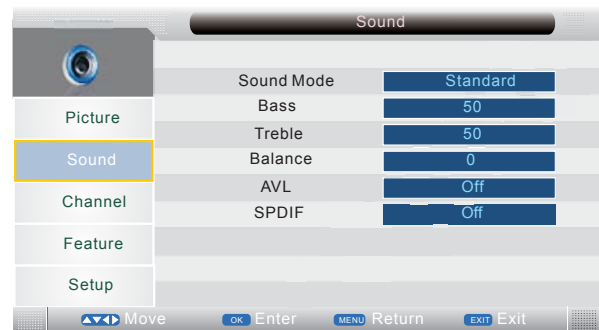 Sound
Sound Mode Standard
Bass 50
Treble 50
Balance 0
AVL Off
SPDIF Off
Picture
Sound
Channel
Feature
Setup
Move OK Enter MENU Return EXIT Exit